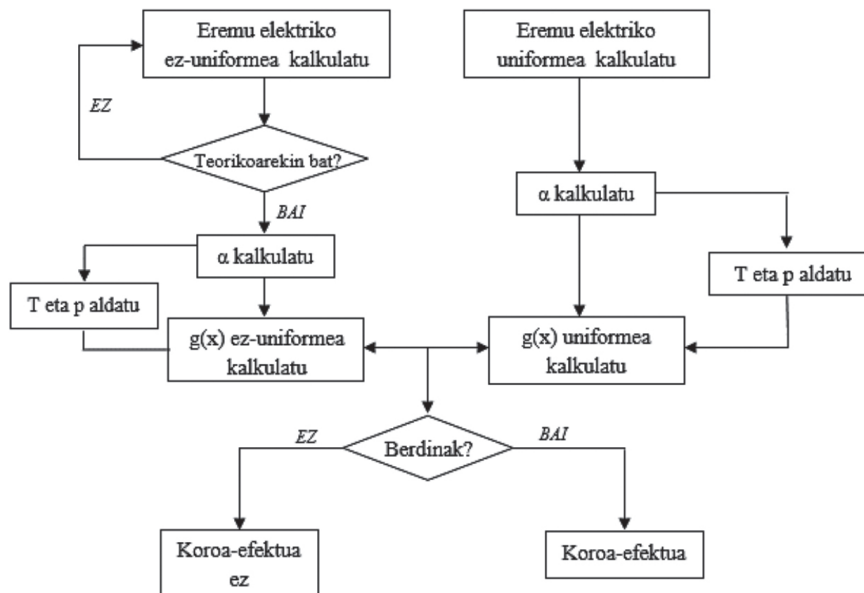 Eremu elektriko
ez-uniformea kalkulatu
Eremu elektriko
uniformea kalkulatu
EZ
Teorikoarekin bat?
BAI
α kalkulatu
α kalkulatu
T eta p aldatu
T eta p aldatu
g(x) ez-uniformea
kalkulatu
g(x) uniformea
kalkulatu
EZ
Berdinak?
BAI
Koroa-efektua
ez
Koroa-efektua